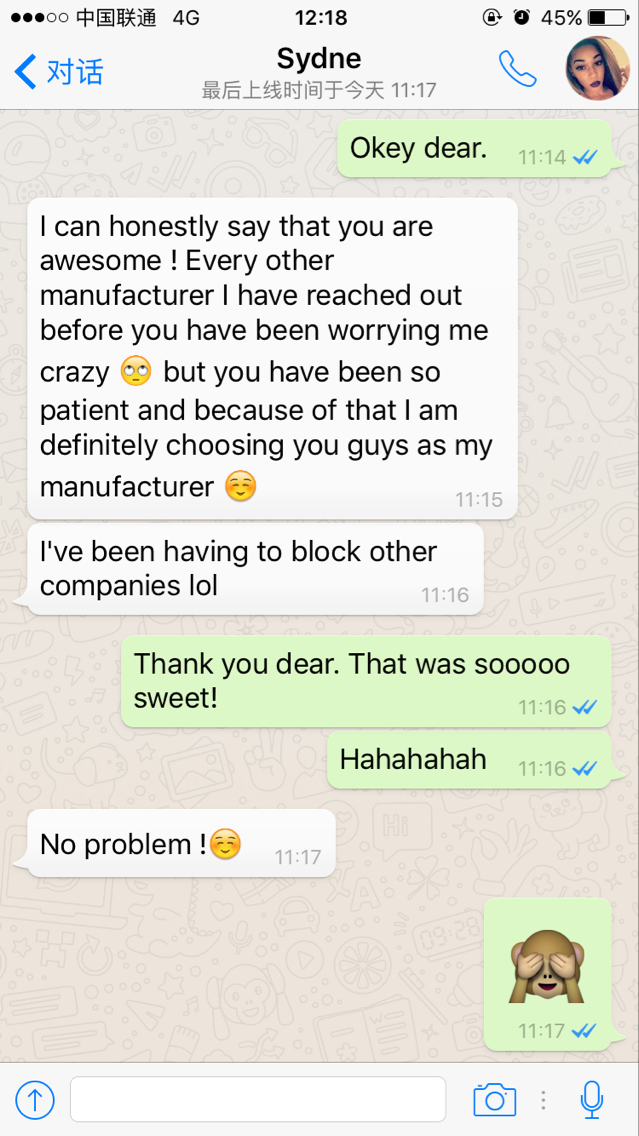 中国联通 4G 12:18 45%
对话 Sydne
最后上线时间于今天 11:17
Okey dear. 11:14
I can honestly say that you are
awesome ! Every other
manufacturer I have reached out
before you have been worrying me
crazy 🙄 but you have been so
patient and because of that I am
definitely choosing you guys as my
manufacturer ☺️
11:15
I've been having to block other
companies lol 11:16
Thank you dear. That was sooooo
sweet! 11:16
Hahahahah 11:16
No problem !☺️ 11:17
🙈
11:17